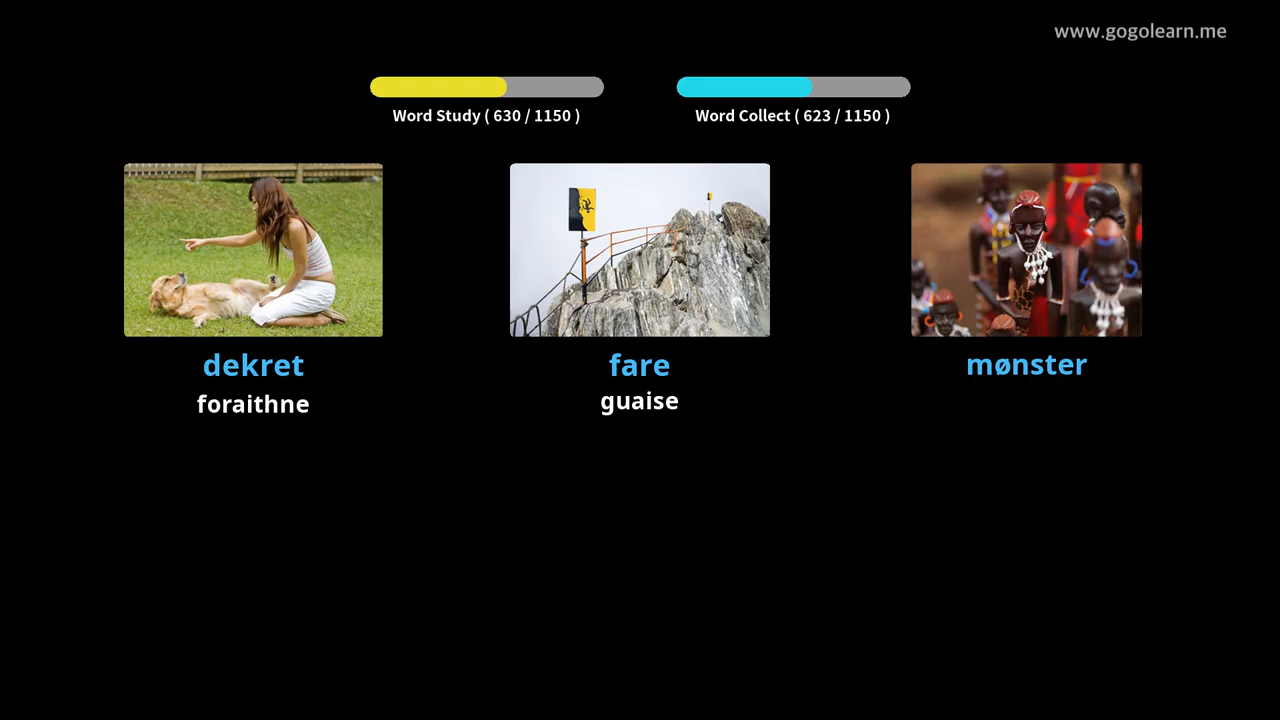 www.gogolearn.me
Word Study ( 630 / 1150 )
Word Collect ( 623 / 1150 )
dekret
foraithne
fare
guaise
mønster